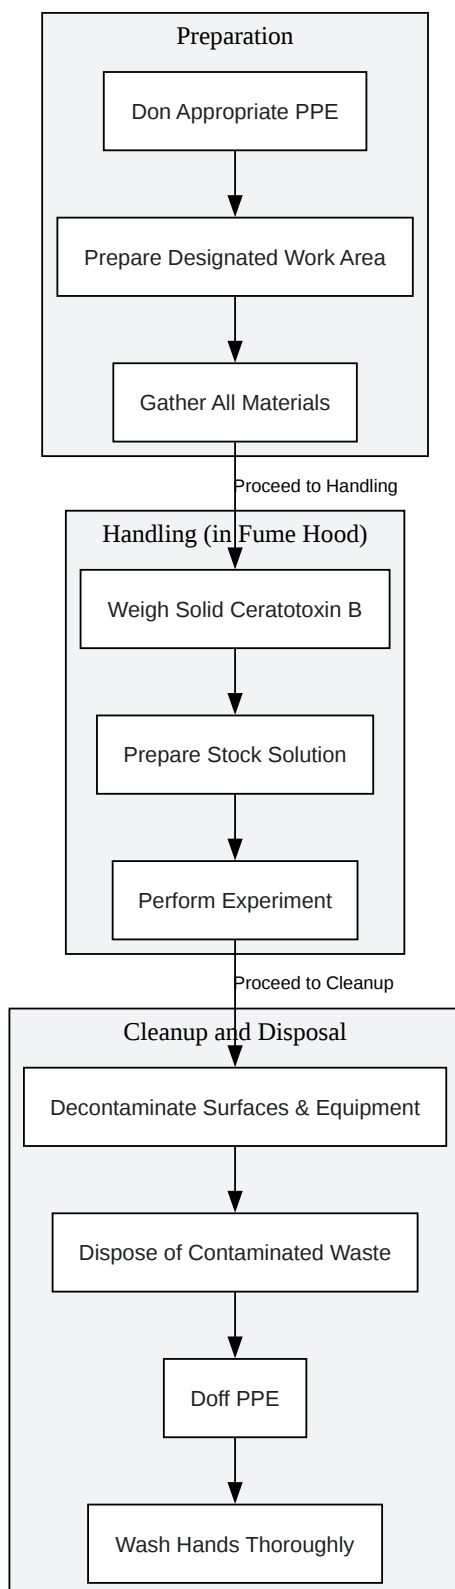 Preparation
Don Appropriate PPE
Prepare Designated Work Area
Gather All Materials
Proceed to Handling
Handling (in Fume Hood)
Weigh Solid Ceratotoxin B
Prepare Stock Solution
Perform Experiment
Proceed to Cleanup
Cleanup and Disposal
Decontaminate Surfaces & Equipment
Dispose of Contaminated Waste
Doff PPE
Wash Hands Thoroughly